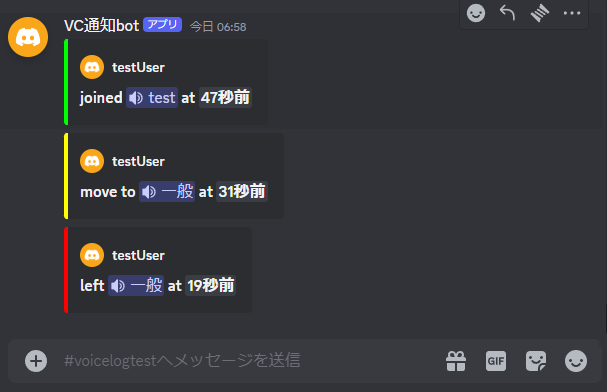 VC通知bot アプリ 今日 06:58
testUser
joined test at 47秒前
testUser
move to 一般 at 31秒前
testUser
left 一般 at 19秒前
#voicelogtestへメッセージを送信 GIF